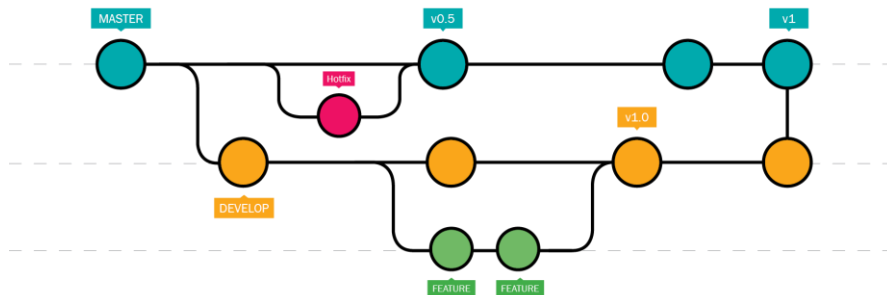 MASTER
v0.5
v1
Hotfix
v1.0
DEVELOP
FEATURE
FEATURE